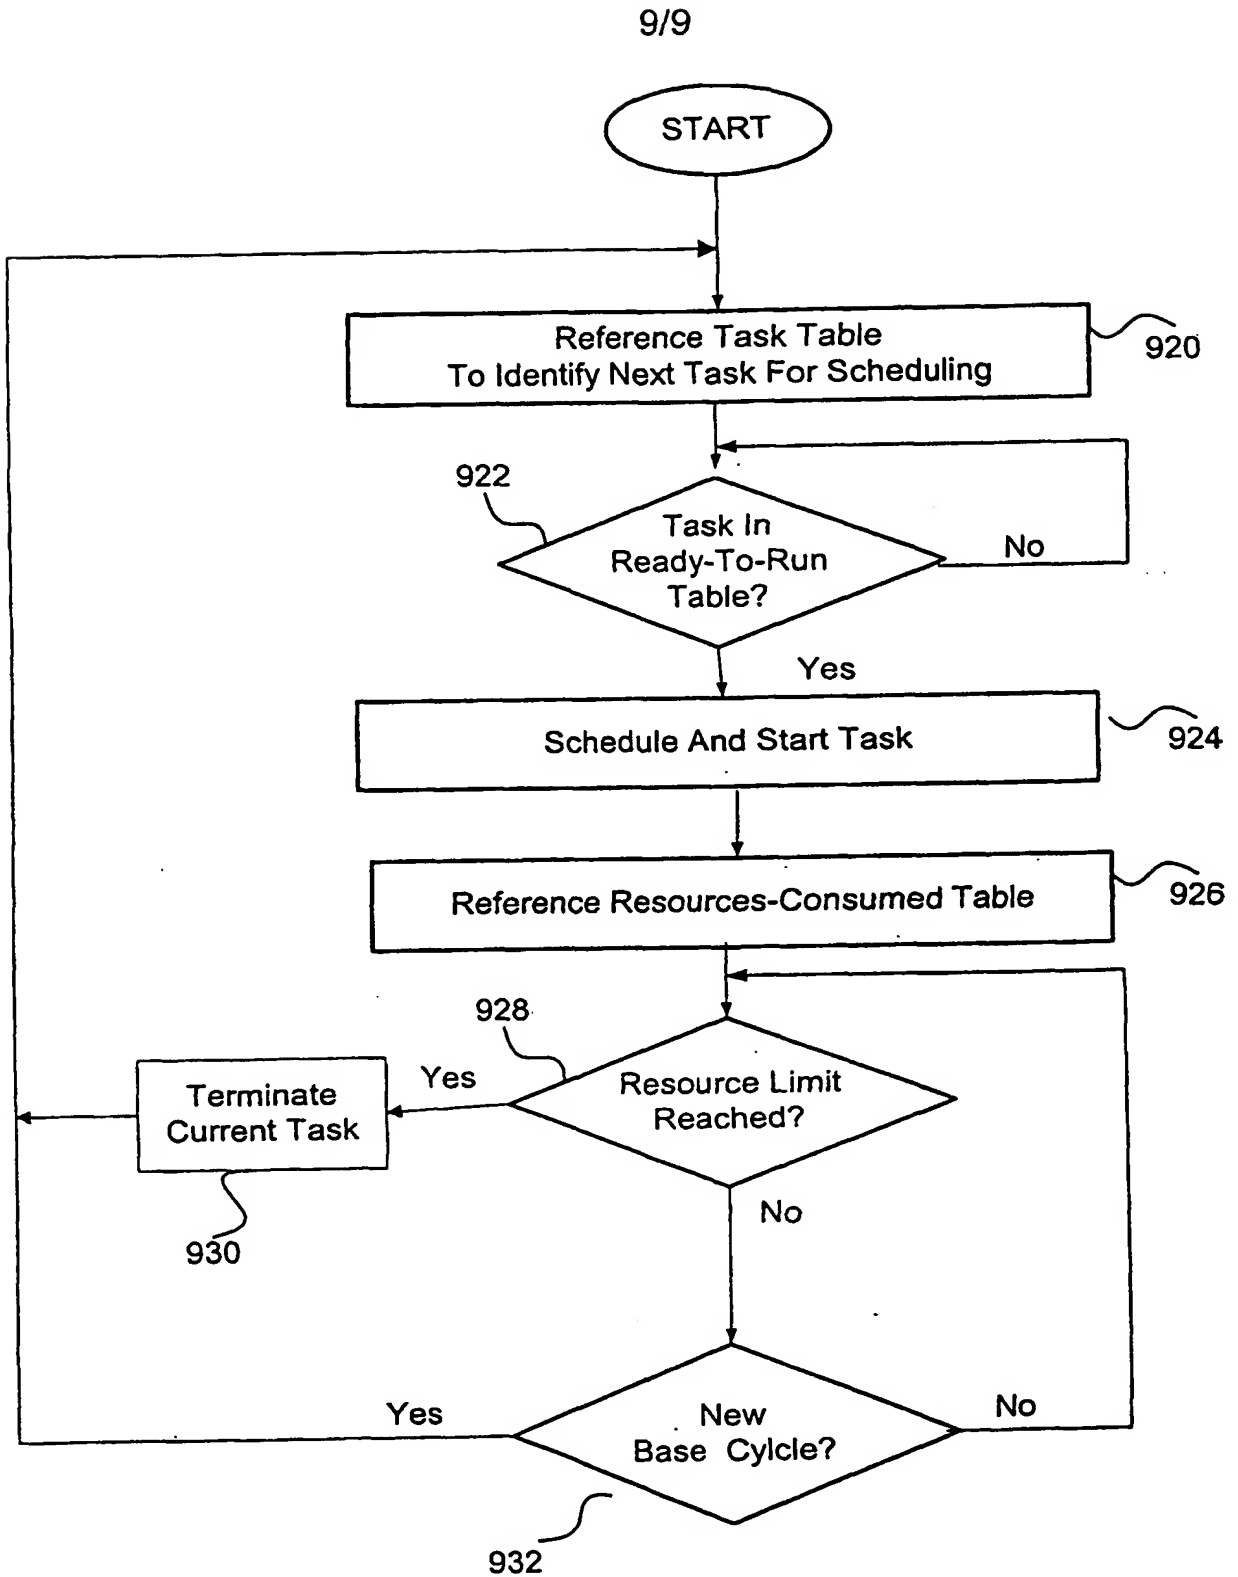 9/9
START
Reference Task Table
To Identify Next Task For Scheduling
920
922
Task In
Ready-To-Run
Table?
No
Yes
Schedule And Start Task
924
Reference Resources-Consumed Table
926
928
Yes
Resource Limit
Reached?
Terminate
Current Task
No
930
Yes
New
Base Cylcle?
No
932